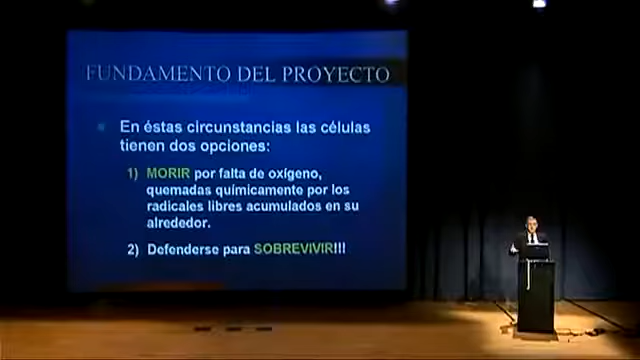 FUNDAMENTO DEL PROYECTO
En éstas circunstancias las células
tienen dos opciones:
1) MORIR por falta de oxígeno,
quemadas químicamente por los
radicales libres acumulados en su
alrededor.
2) Defenderse para SOBREVIVIR!!!